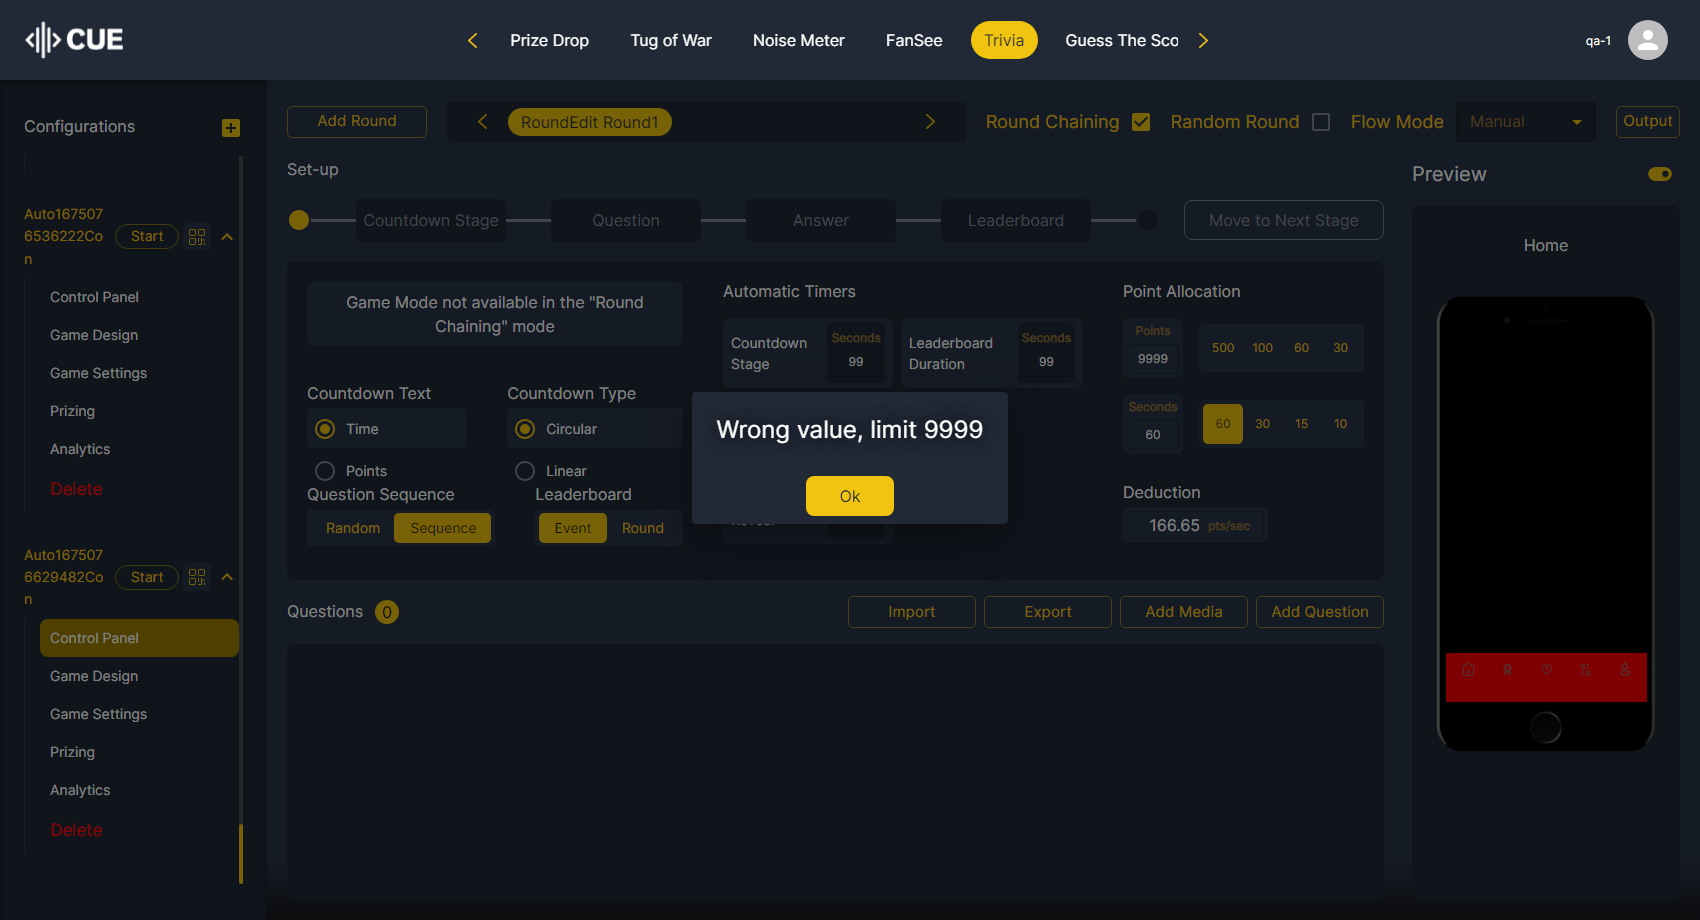 CUE
Prize Drop
Tug of War
Noise Meter
FanSee
Trivia
Guess The Sco
qa-1
Configurations
Auto167507
6536222Co
n
Start
Control Panel
Game Design
Game Settings
Prizing
Analytics
Delete
Auto167507
6629482Co
n
Start
Control Panel
Game Design
Game Settings
Prizing
Analytics
Delete
Add Round
RoundEdit Round1
Round Chaining
Random Round
Flow Mode
Manual
Output
Set-up
Countdown Stage
Question
Answer
Leaderboard
Move to Next Stage
Game Mode not available in the "Round
Chaining" mode
Countdown Text
Time
Points
Countdown Type
Circular
Linear
Question Sequence
Random
Sequence
Leaderboard
Event
Round
Automatic Timers
Countdown
Stage
Seconds
99
Leaderboard
Duration
Seconds
99
Point Allocation
Points
9999
500
100
60
30
Seconds
60
60
30
15
10
Deduction
166.65 pts/sec
Wrong value, limit 9999
Ok
Questions
0
Import
Export
Add Media
Add Question
Preview
Home